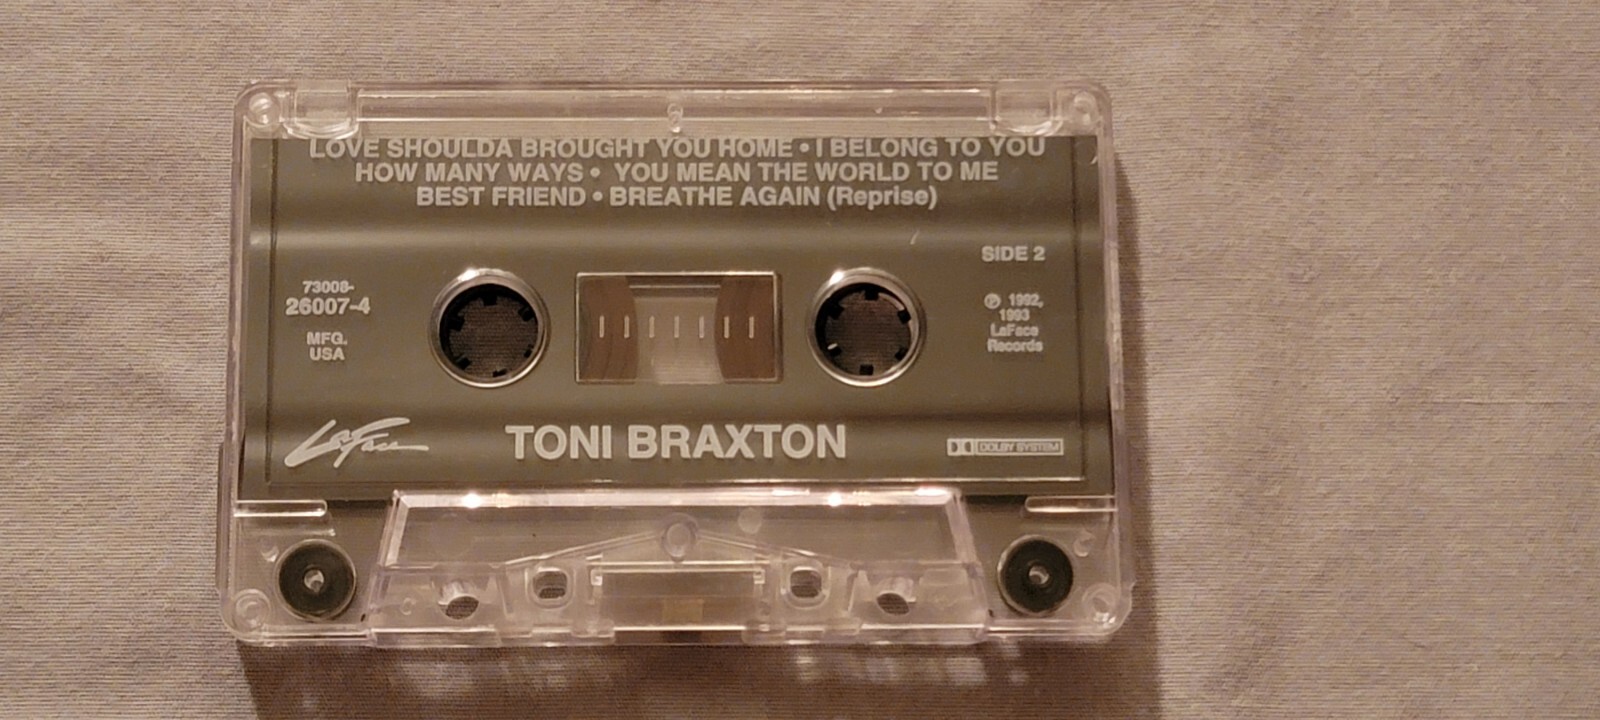 LOVE SHOULDA BROUGHT YOU HOME • I BELONG TO YOU
HOW MANY WAYS • YOU MEAN THE WORLD TO ME
BEST FRIEND • BREATHE AGAIN (Reprise)
SIDE 2
73008-
26007-4
MFG.
USA
℗ 1992,
1993
LaFace
Records
LaFace
TONI BRAXTON
DOLBY SYSTEM